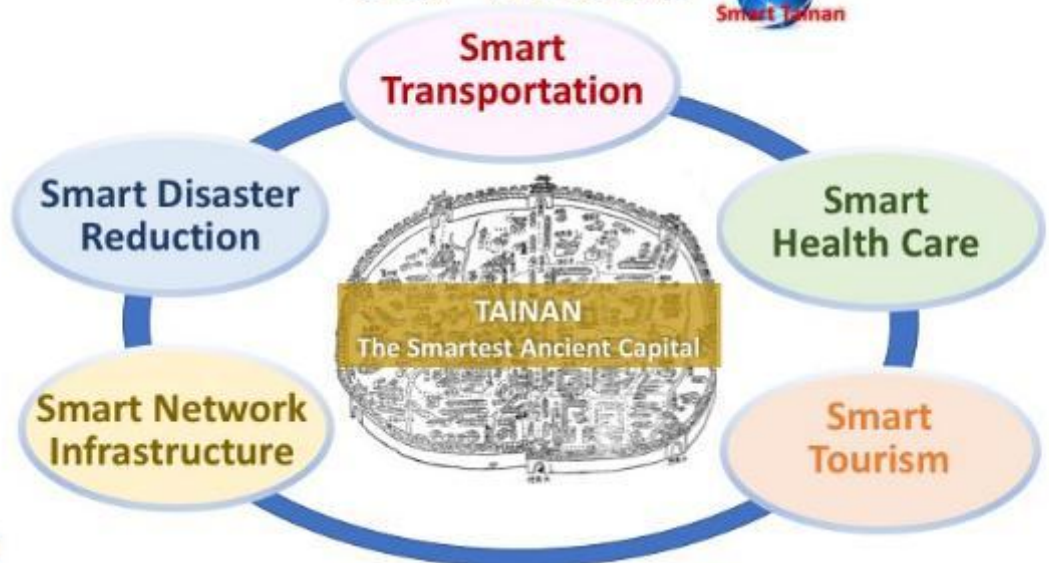 Smart Tainan
Smart
Transportation
Smart Disaster
Reduction
Smart
Health Care
TAINAN
The Smartest Ancient Capital
Smart Network
Infrastructure
Smart
Tourism